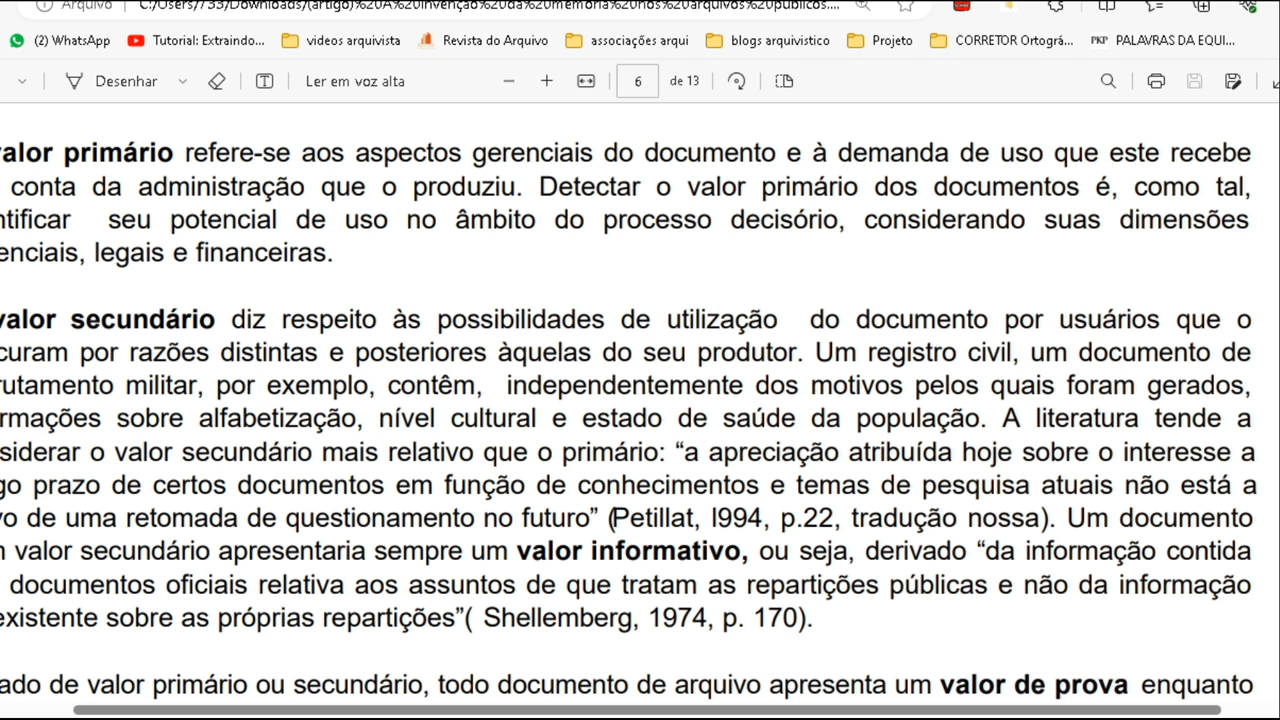 Arquivo C:/Users/733/Downloads/(artigo)%20A%20invenção%20da%20memória%20nos%20arquivos%20públicos....
(2) WhatsApp Tutorial: Extraindo... videos arquivista Revista do Arquivo associações arqui blogs arquivistico Projeto CORRETOR Ortográ... PKP PALAVRAS DA EQUI...
Desenhar Ler em voz alta 6 de 13
valor primário refere-se aos aspectos gerenciais do documento e à demanda de uso que este recebe
conta da administração que o produziu. Detectar o valor primário dos documentos é, como tal,
ntificar seu potencial de uso no âmbito do processo decisório, considerando suas dimensões
enciais, legais e financeiras.
valor secundário diz respeito às possibilidades de utilização do documento por usuários que o
curam por razões distintas e posteriores àquelas do seu produtor. Um registro civil, um documento de
rutamento militar, por exemplo, contêm, independentemente dos motivos pelos quais foram gerados,
rmações sobre alfabetização, nível cultural e estado de saúde da população. A literatura tende a
siderar o valor secundário mais relativo que o primário: “a apreciação atribuída hoje sobre o interesse a
go prazo de certos documentos em função de conhecimentos e temas de pesquisa atuais não está a
vo de uma retomada de questionamento no futuro” (Petillat, l994, p.22, tradução nossa). Um documento
m valor secundário apresentaria sempre um valor informativo, ou seja, derivado “da informação contida
documentos oficiais relativa aos assuntos de que tratam as repartições públicas e não da informação
existente sobre as próprias repartições”( Shellemberg, 1974, p. 170).
ado de valor primário ou secundário, todo documento de arquivo apresenta um valor de prova enquanto